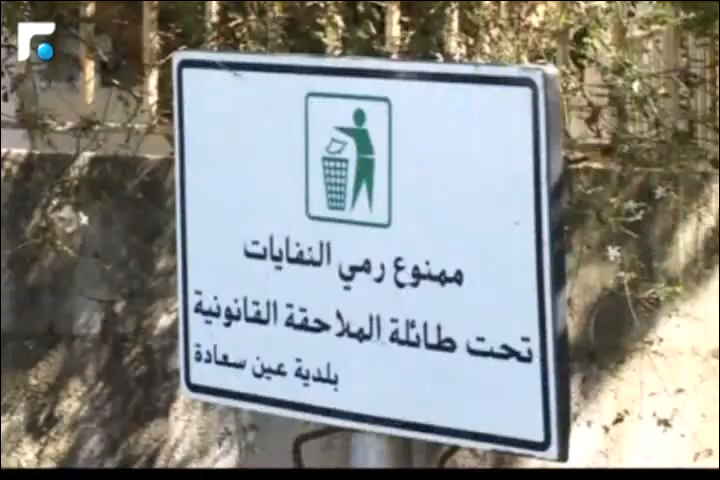 ممنوع رمي النفايات
تحت طائلة الملاحقة القانونية
بلدية عين سعادة